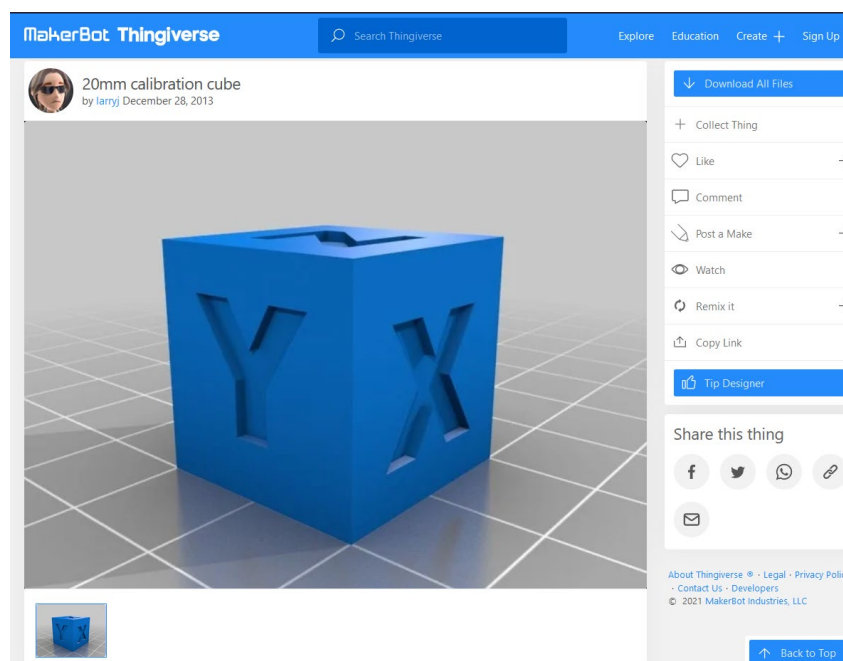 MakerBot Thingiverse
Search Thingiverse
Explore Education Create + Sign Up
20mm calibration cube
by larryj December 28, 2013
Y X
Download All Files
Collect Thing
Like
Comment
Post a Make
Watch
Remix it
Copy Link
Tip Designer
Share this thing
About Thingiverse ® · Legal · Privacy
· Contact Us · Developers
© 2021 MakerBot Industries, LLC
Back to Top